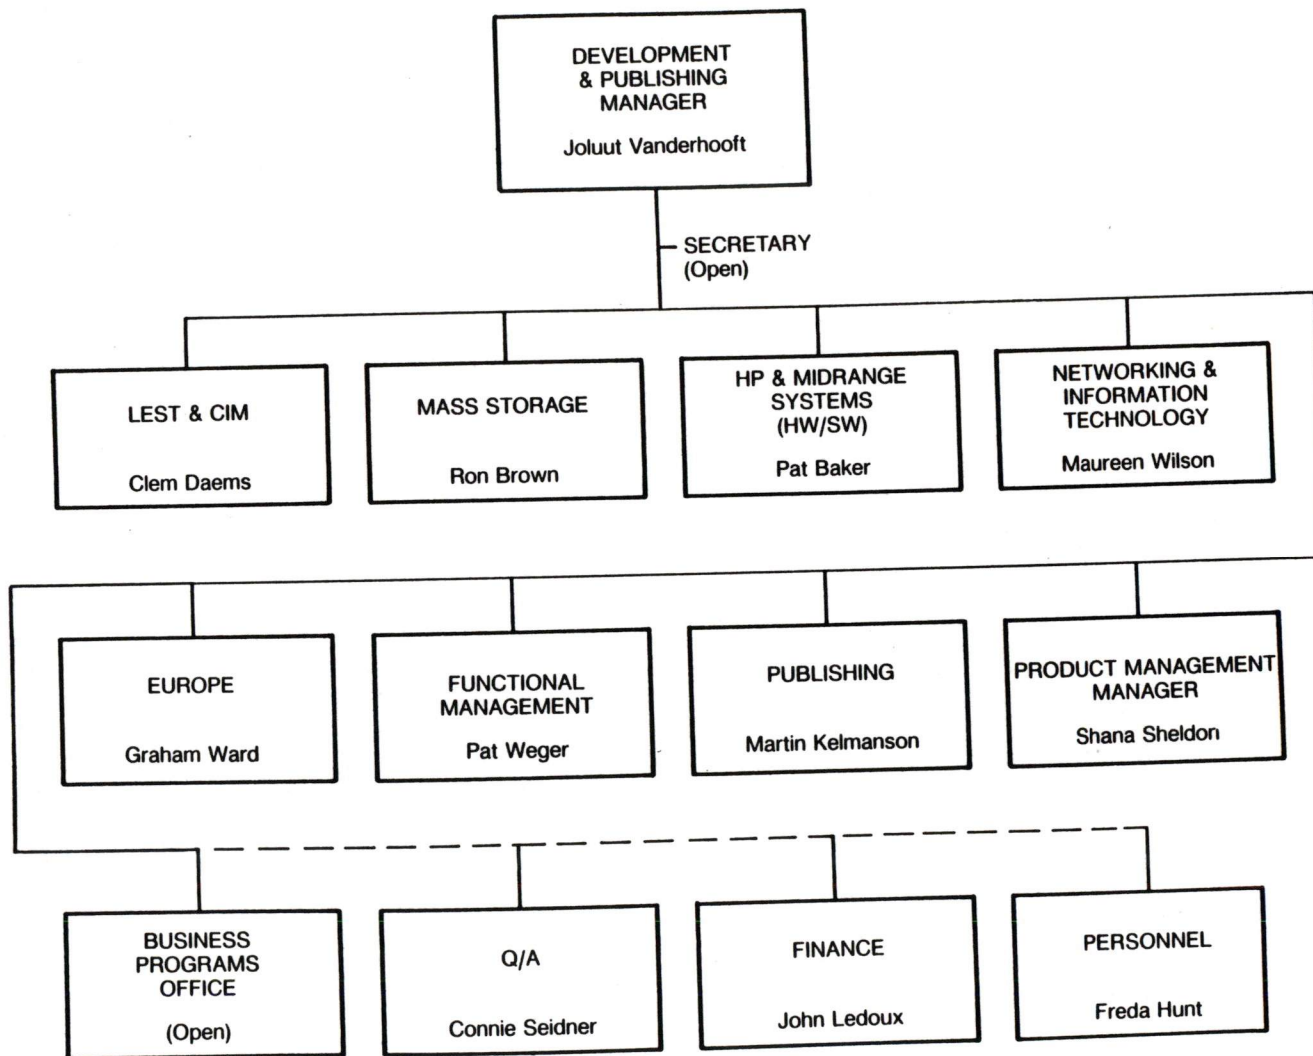 DEVELOPMENT
& PUBLISHING
MANAGER
Joluut Vanderhooft
SECRETARY
(Open)
LEST & CIM
Clem Daems
MASS STORAGE
Ron Brown
HP & MIDRANGE
SYSTEMS
(HW/SW)
Pat Baker
NETWORKING &
INFORMATION
TECHNOLOGY
Maureen Wilson
EUROPE
Graham Ward
FUNCTIONAL
MANAGEMENT
Pat Weger
PUBLISHING
Martin Kelmanson
PRODUCT MANAGEMENT
MANAGER
Shana Sheldon
BUSINESS
PROGRAMS
OFFICE
(Open)
Q/A
Connie Seidner
FINANCE
John Ledoux
PERSONNEL
Freda Hunt